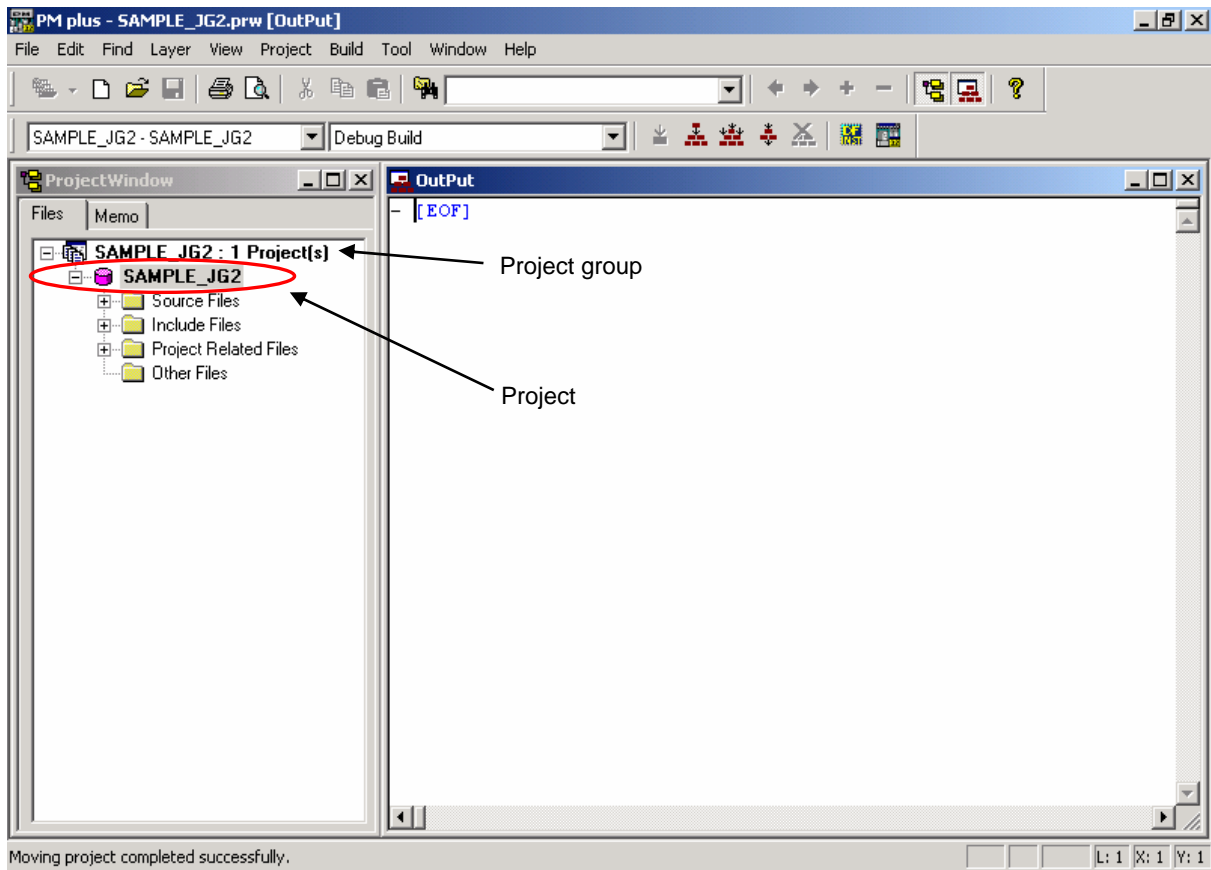 PM plus - SAMPLE_JG2.prw [OutPut]
File Edit Find Layer View Project Build Tool Window Help
SAMPLE_JG2 - SAMPLE_JG2 Debug Build
ProjectWindow
Files Memo
SAMPLE_JG2 : 1 Project(s)
SAMPLE_JG2
Source Files
Include Files
Project Related Files
Other Files
OutPut
[EOF]
Project group
Project
Moving project completed successfully.
L: 1 X: 1 Y: 1